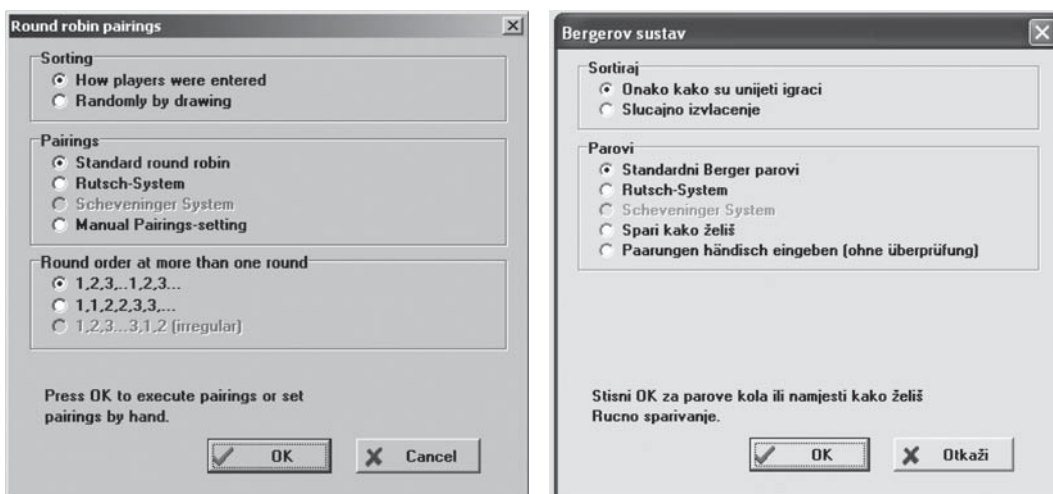 Round robin pairings
Sorting
How players were entered
Randomly by drawing
Pairings
Standard round robin
Rutsch-System
Scheveninger System
Manual Pairings-setting
Round order at more than one round
1,2,3,..1,2,3...
1,1,2,2,3,3,...
1,2,3...3,1,2 (irregular)
Press OK to execute pairings or set
pairings by hand.
OK
Cancel
Bergerov sustav
Sortiraj
Onako kako su unijeti igraci
Slucajno izvlacenje
Parovi
Standardni Berger parovi
Rutsch-System
Scheveninger System
Spari kako želiš
Paarungen händisch eingeben (ohne überprüfung)
Stisni OK za parove kola ili namjesti kako želiš
Rucno sparivanje.
OK
Otkaži